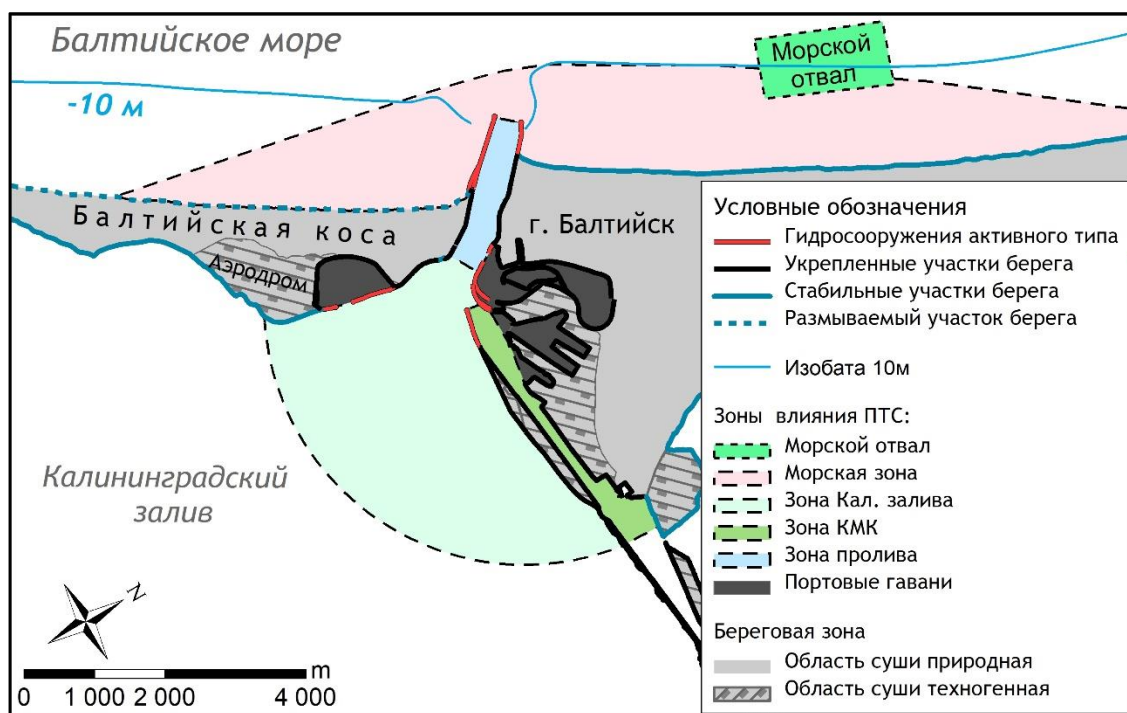 Балтийское море
Морской
отвал
-10 м
Балтийская коса
г. Балтийск
Аэродром
Калининградский
залив
N
m
0 1 000 2 000 4 000
Условные обозначения
Гидросооружения активного типа
Укрепленные участки берега
Стабильные участки берега
Размываемый участок берега
Изобата 10м
Зоны влияния ПТС:
Морской отвал
Морская зона
Зона Кал. залива
Зона КМК
Зона пролива
Портовые гавани
Береговая зона
Область суши природная
Область суши техногенная